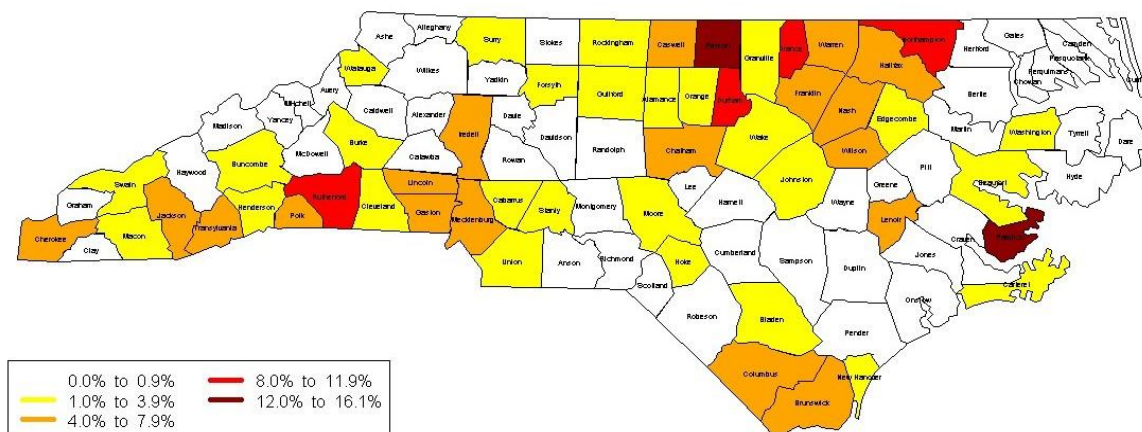 Alleghany
Ashe
Surry
Stokes
Rockingham
Caswell
Person
Granville
Vance
Warren
Northampton
Gates
Camden
Hertford
Pasquotank
Perquimans
Chowan
Watauga
Wilkes
Yadkin
Forsyth
Guilford
Alamance
Orange
Durham
Franklin
Halifax
Bertie
Avery
Mitchell
Yancey
Madison
Caldwell
Alexander
Iredell
Davie
Davidson
Randolph
Chatham
Wake
Nash
Edgecombe
Martin
Washington
Tyrrell
Dare
Buncombe
McDowell
Burke
Catawba
Rowan
Wilson
Pitt
Beaufort
Hyde
Haywood
Swain
Graham
Jackson
Henderson
Rutherford
Polk
Cleveland
Lincoln
Gaston
Mecklenburg
Cabarrus
Stanly
Montgomery
Moore
Lee
Harnett
Johnston
Wayne
Greene
Lenoir
Craven
Pamlico
Cherokee
Clay
Macon
Transylvania
Union
Anson
Richmond
Scotland
Hoke
Cumberland
Sampson
Duplin
Jones
Carteret
Onslow
Robeson
Bladen
Pender
Columbus
Brunswick
New Hanover
0.0% to 0.9%
1.0% to 3.9%
4.0% to 7.9%
8.0% to 11.9%
12.0% to 16.1%